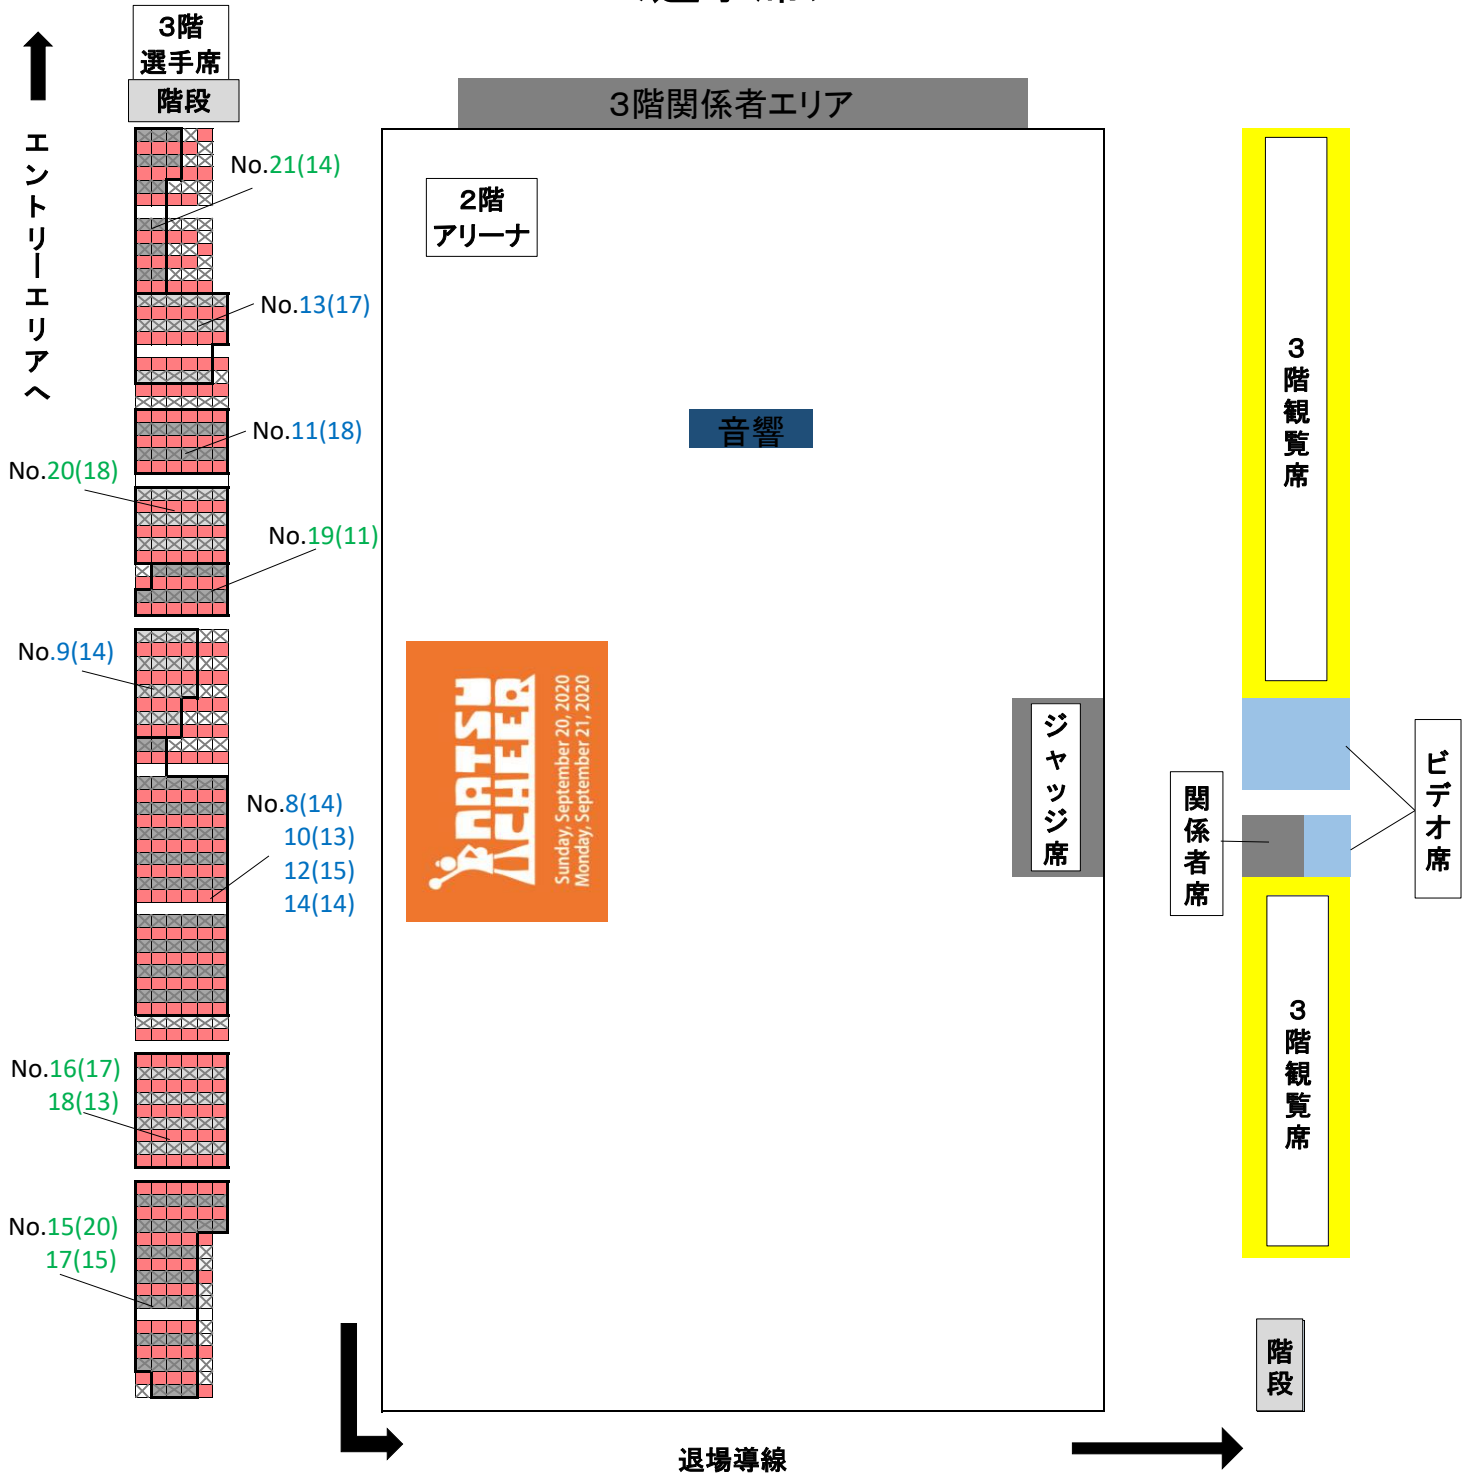 3階
選手席
階段
エントリーエリアへ
3階関係者エリア
2階
アリーナ
No.21(14)
No.13(17)
No.11(18)
No.20(18)
No.19(11)
No.9(14)
No.8(14)
10(13)
12(15)
14(14)
No.16(17)
18(13)
No.15(20)
17(15)
音響
NATSU
CHEER
Sunday, September 20, 2020
Monday, September 21, 2020
ジャッジ席
3階観覧席
ビデオ席
関係者席
3階観覧席
階段
退場導線